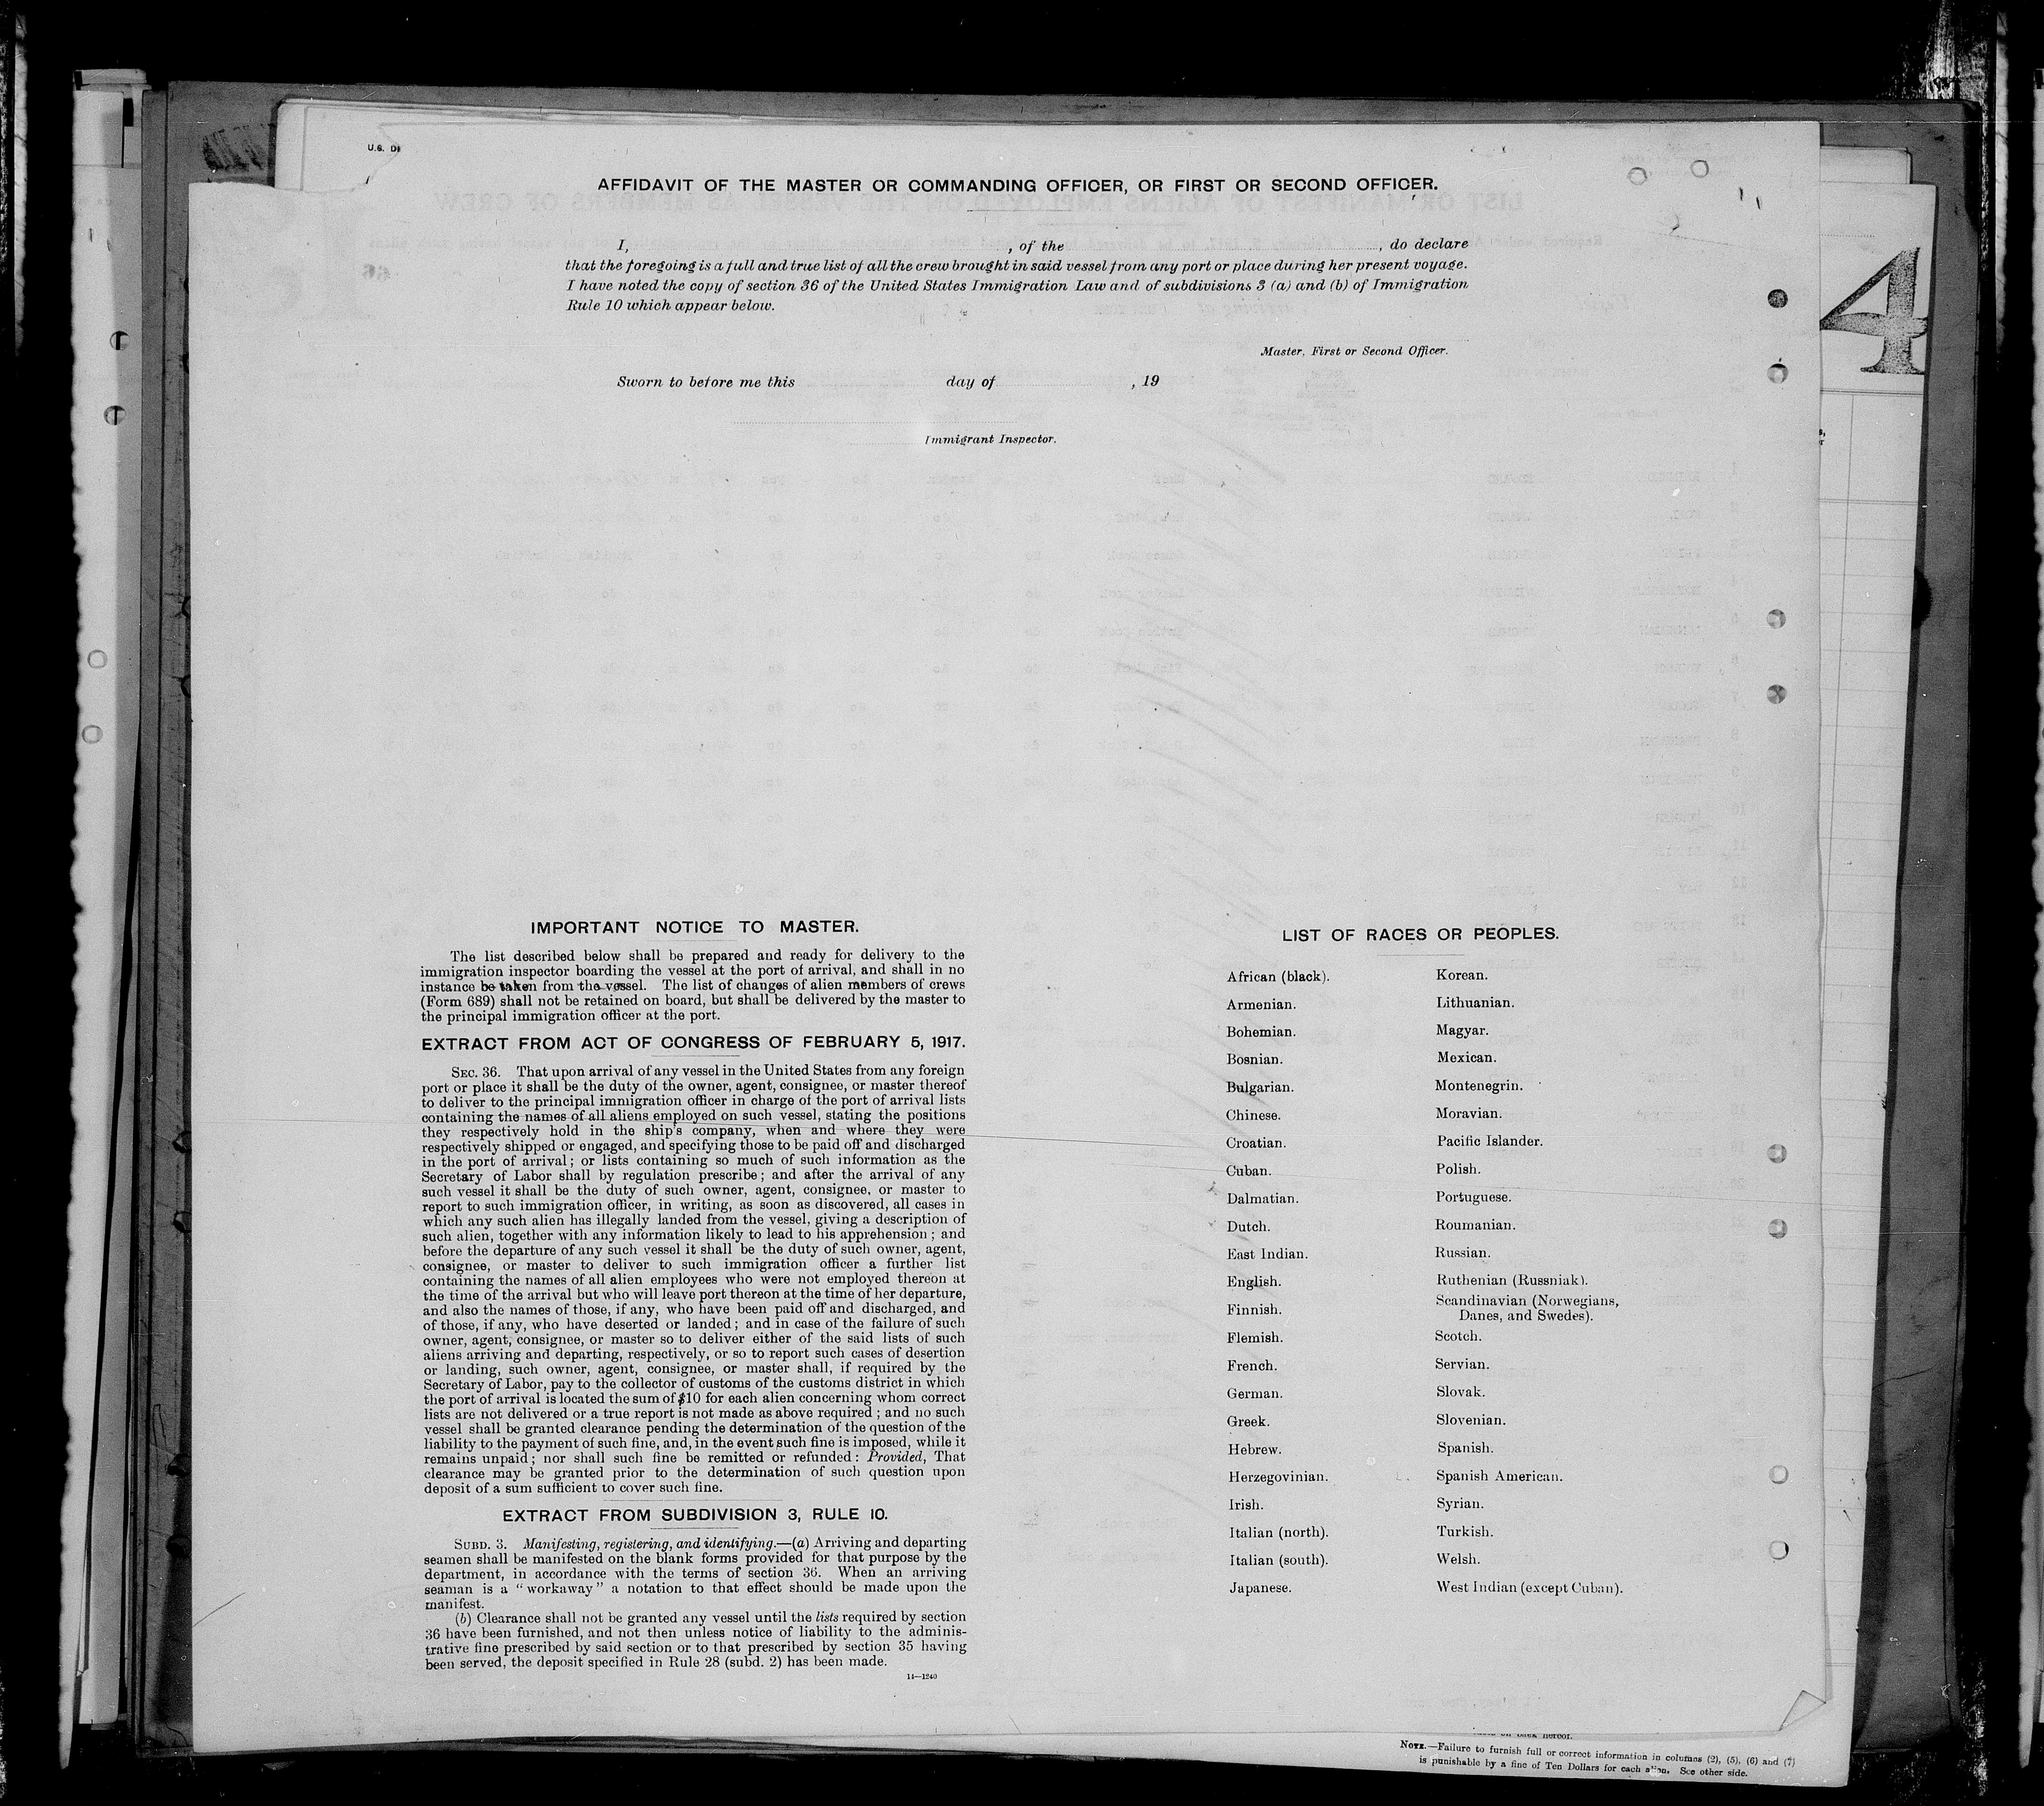 U.S. D
AFFIDAVIT OF THE MASTER OR COMMANDING OFFICER, OR FIRST OR SECOND OFFICER.
I, , of the , do declare
that the foregoing is a full and true list of all the crew brought in said vessel from any port or place during her present voyage.
I have noted the copy of section 36 of the United States Immigration Law and of subdivisions 3 (a) and (b) of Immigration
Rule 10 which appear below.
Master, First or Second Officer.
Sworn to before me this day of , 19
Immigrant Inspector.
4
IMPORTANT NOTICE TO MASTER.
The list described below shall be prepared and ready for delivery to the
immigration inspector boarding the vessel at the port of arrival, and shall in no
instance be taken from the vessel. The list of changes of alien members of crews
(Form 689) shall not be retained on board, but shall be delivered by the master to
the principal immigration officer at the port.
EXTRACT FROM ACT OF CONGRESS OF FEBRUARY 5, 1917.
SEC. 36. That upon arrival of any vessel in the United States from any foreign
port or place it shall be the duty of the owner, agent, consignee, or master thereof
to deliver to the principal immigration officer in charge of the port of arrival lists
containing the names of all aliens employed on such vessel, stating the positions
they respectively hold in the ship's company, when and where they were
respectively shipped or engaged, and specifying those to be paid off and discharged
in the port of arrival; or lists containing so much of such information as the
Secretary of Labor shall by regulation prescribe; and after the arrival of any
such vessel it shall be the duty of such owner, agent, consignee, or master to
report to such immigration officer, in writing, as soon as discovered, all cases in
which any such alien has illegally landed from the vessel, giving a description of
such alien, together with any information likely to lead to his apprehension; and
before the departure of any such vessel it shall be the duty of such owner, agent,
consignee, or master to deliver to such immigration officer a further list
containing the names of all alien employees who were not employed thereon at
the time of the arrival but who will leave port thereon at the time of her departure,
and also the names of those, if any, who have been paid off and discharged, and
of those, if any, who have deserted or landed; and in case of the failure of such
owner, agent, consignee, or master so to deliver either of the said lists of such
aliens arriving and departing, respectively, or so to report such cases of desertion
or landing, such owner, agent, consignee, or master shall, if required by the
Secretary of Labor, pay to the collector of customs of the customs district in which
the port of arrival is located the sum of $10 for each alien concerning whom correct
lists are not delivered or a true report is not made as above required; and no such
vessel shall be granted clearance pending the determination of the question of the
liability to the payment of such fine, and, in the event such fine is imposed, while it
remains unpaid; nor shall such fine be remitted or refunded: Provided, That
clearance may be granted prior to the determination of such question upon
deposit of a sum sufficient to cover such fine.
EXTRACT FROM SUBDIVISION 3, RULE 10.
SUBD. 3. Manifesting, registering, and identifying.—(a) Arriving and departing
seamen shall be manifested on the blank forms provided for that purpose by the
department, in accordance with the terms of section 36. When an arriving
seaman is a "workaway" a notation to that effect should be made upon the
manifest.
(b) Clearance shall not be granted any vessel until the lists required by section
36 have been furnished, and not then unless notice of liability to the adminis-
trative fine prescribed by said section or to that prescribed by section 35 having
been served, the deposit specified in Rule 28 (subd. 2) has been made.
14—1240
LIST OF RACES OR PEOPLES.
African (black).
Armenian.
Bohemian.
Bosnian.
Bulgarian.
Chinese.
Croatian.
Cuban.
Dalmatian.
Dutch.
East Indian.
English.
Finnish.
Flemish.
French.
German.
Greek.
Hebrew.
Herzegovinian.
Irish.
Italian (north).
Italian (south).
Japanese.
Korean.
Lithuanian.
Magyar.
Mexican.
Montenegrin.
Moravian.
Pacific Islander.
Polish.
Portuguese.
Roumanian.
Russian.
Ruthenian (Russniak).
Scandinavian (Norwegians,
Danes, and Swedes).
Scotch.
Servian.
Slovak.
Slovenian.
Spanish.
Spanish American.
Syrian.
Turkish.
Welsh.
West Indian (except Cuban).
NOTE.—Failure to furnish full or correct information in columns (2), (5), (6) and (7)
is punishable by a fine of Ten Dollars for each alien. See other side.